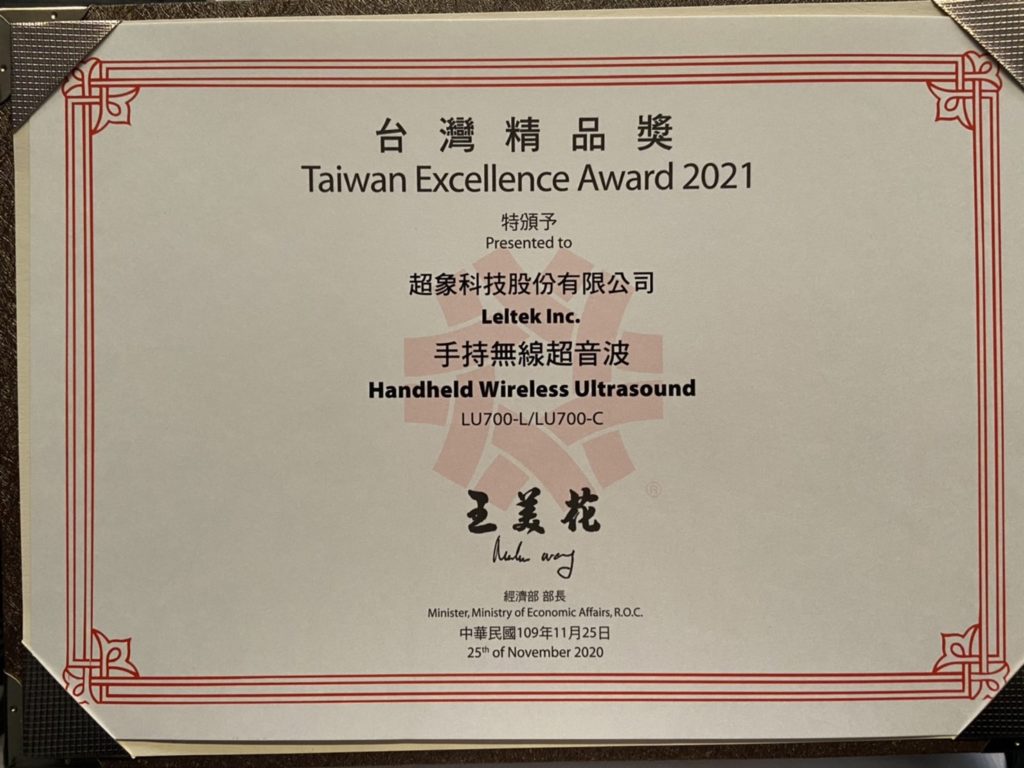 台灣精品獎
Taiwan Excellence Award 2021
特頒予
Presented to
超象科技股份有限公司
Leltek Inc.
手持無線超音波
Handheld Wireless Ultrasound
LU700-L/LU700-C
®
王美花
經濟部 部長
Minister, Ministry of Economic Affairs, R.O.C.
中華民國109年11月25日
25th of November 2020